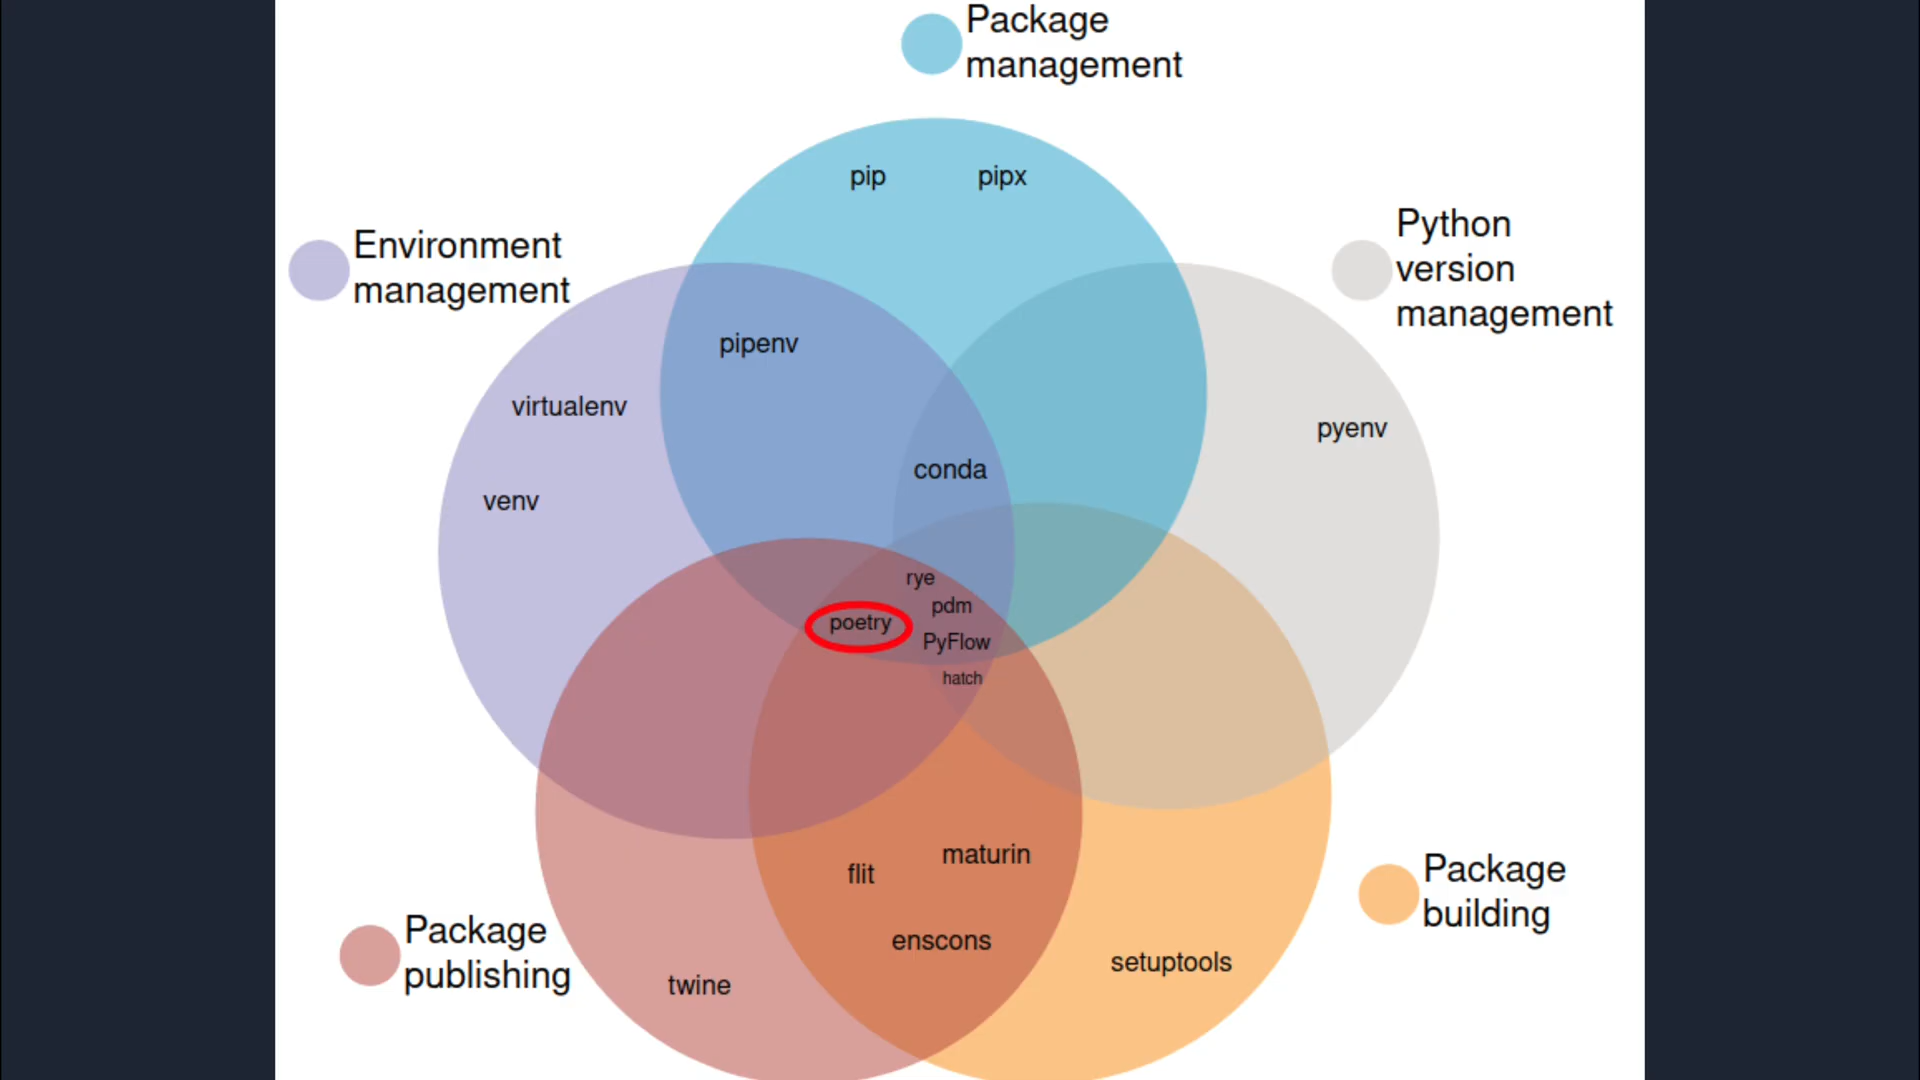 Package
management
pip
pipx
Environment
management
Python
version
management
pipenv
virtualenv
pyenv
conda
venv
rye
pdm
poetry
PyFlow
hatch
maturin
flit
Package
building
Package
publishing
enscons
setuptools
twine